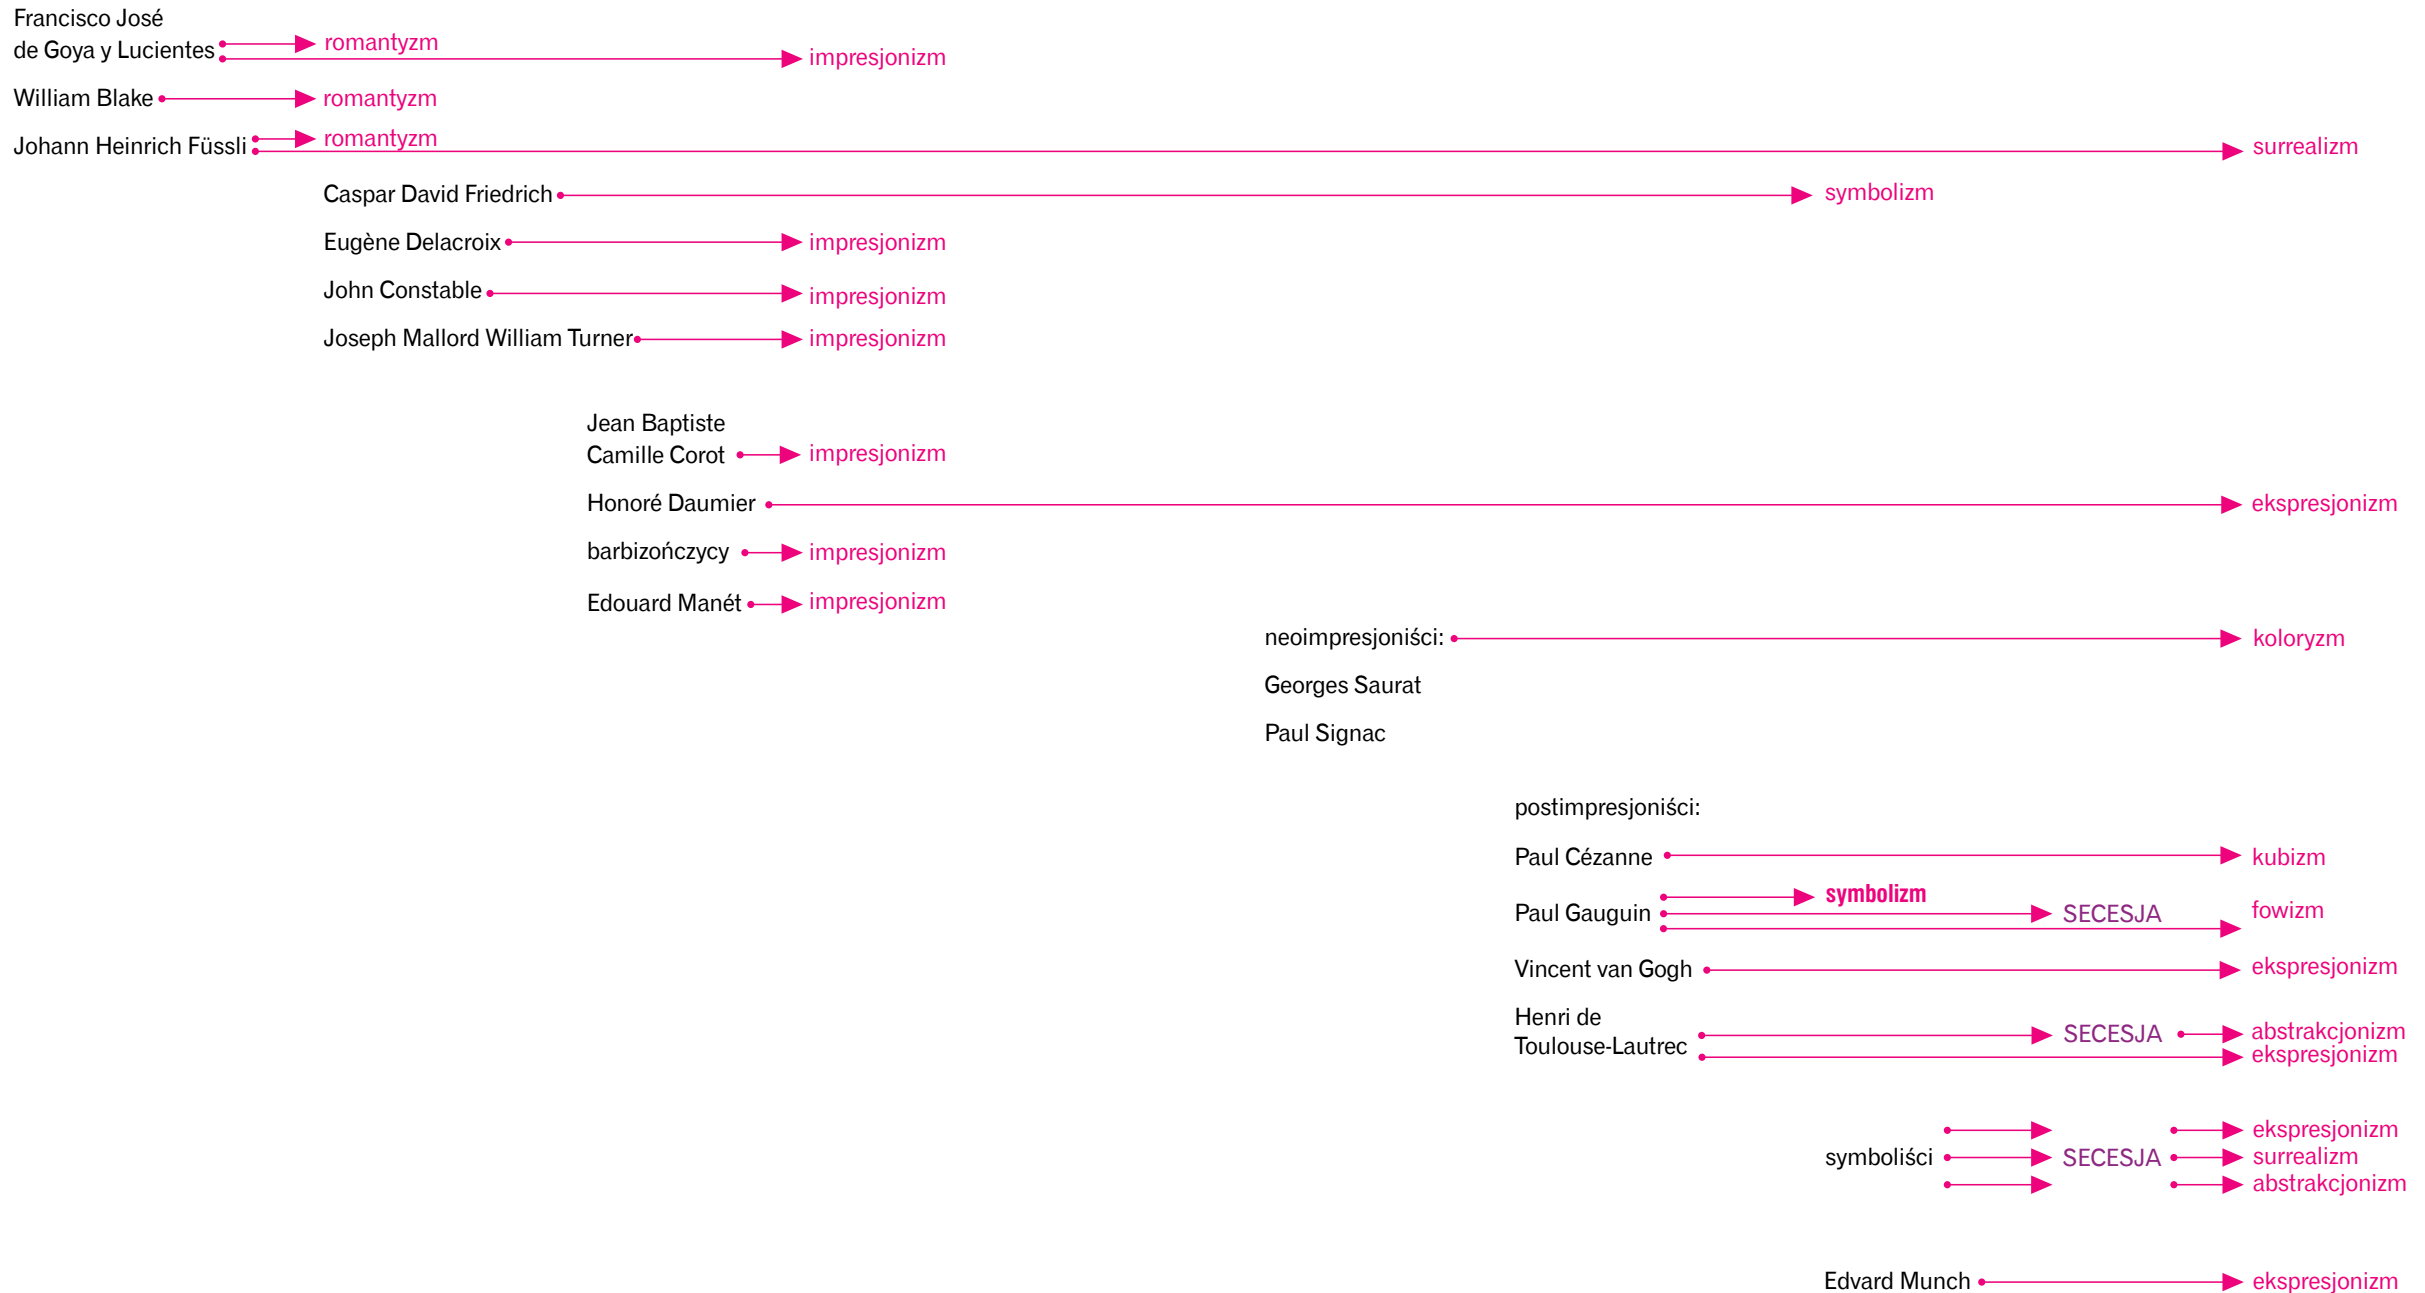 Francisco José
de Goya y Lucientes romantyzm
impresjonizm
William Blake romantyzm
Johann Heinrich Füssli romantyzm
surrealizm
Caspar David Friedrich symbolizm
Eugène Delacroix impresjonizm
John Constable impresjonizm
Joseph Mallord William Turner impresjonizm
Jean Baptiste
Camille Corot impresjonizm
Honoré Daumier ekspresjonizm
barbizończycy impresjonizm
Edouard Manét impresjonizm
neoimpresjoniści: koloryzm
Georges Saurat
Paul Signac
postimpresjoniści:
Paul Cézanne kubizm
symbolizm
Paul Gauguin SECESJA fowizm
Vincent van Gogh ekspresjonizm
Henri de
Toulouse-Lautrec SECESJA abstrakcjonizm
ekspresjonizm
ekspresjonizm
symboliści SECESJA surrealizm
abstrakcjonizm
Edvard Munch ekspresjonizm